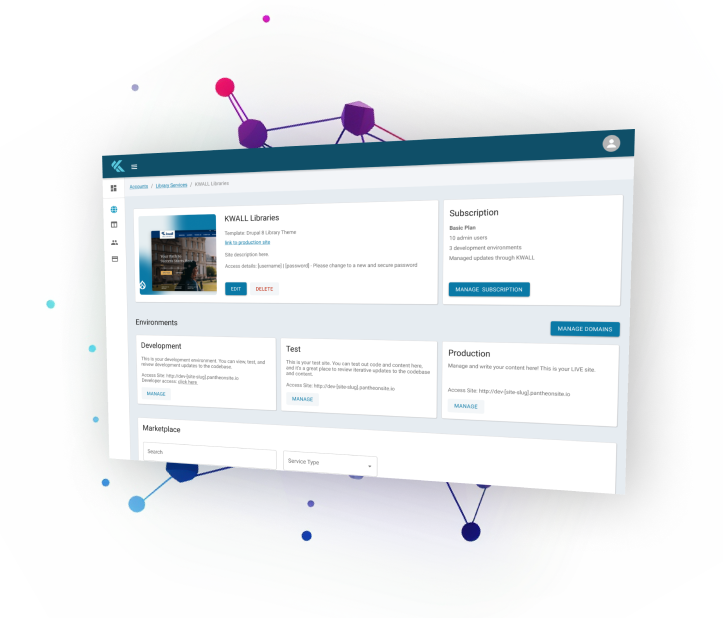 Accounts / Library Services / KWALL Libraries
KWALL Libraries
Template: Drupal 8 Library Theme
link to production site
Site description here
Access details: [username] | [password] - Please change to a new and secure password
EDIT
DELETE
Subscription
Basic Plan
10 admin users
3 development environments
Managed updates through KWALL
MANAGE SUBSCRIPTION
Environments
MANAGE DOMAINS
Development
This is your development environment. You can view, test, and
review development updates to the codebase.
Access Site: http://dev-[site-slug].pantheonsite.io
Developer access: click here.
MANAGE
Test
This is your test site. You can test out code and content here,
and it's a great place to review iterative updates to the codebase
and content.
Access Site: http://dev-[site-slug].pantheonsite.io
MANAGE
Production
Manage and write your content here! This is your LIVE site.
Access Site: http://dev-[site-slug].pantheonsite.io
MANAGE
Marketplace
Search
Service Type